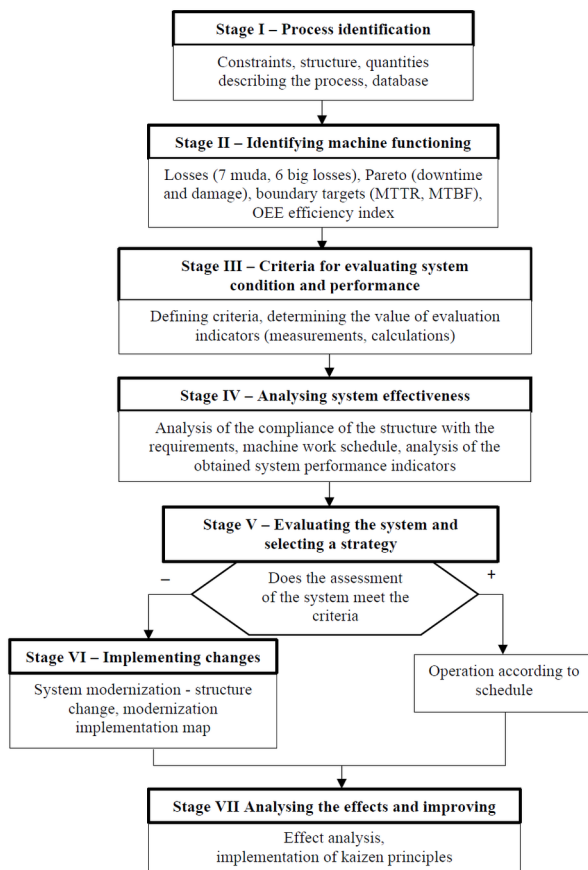 Stage I – Process identification
Constraints, structure, quantities
describing the process, database
Stage II – Identifying machine functioning
Losses (7 muda, 6 big losses), Pareto (downtime
and damage), boundary targets (MTTR, MTBF),
OEE efficiency index
Stage III – Criteria for evaluating system
condition and performance
Defining criteria, determining the value of evaluation
indicators (measurements, calculations)
Stage IV – Analysing system effectiveness
Analysis of the compliance of the structure with the
requirements, machine work schedule, analysis of the
obtained system performance indicators
Stage V – Evaluating the system and
selecting a strategy
–
Does the assessment
of the system meet the
criteria
+
Stage VI – Implementing changes
System modernization - structure
change, modernization
implementation map
Operation according to
schedule
Stage VII Analysing the effects and improving
Effect analysis,
implementation of kaizen principles